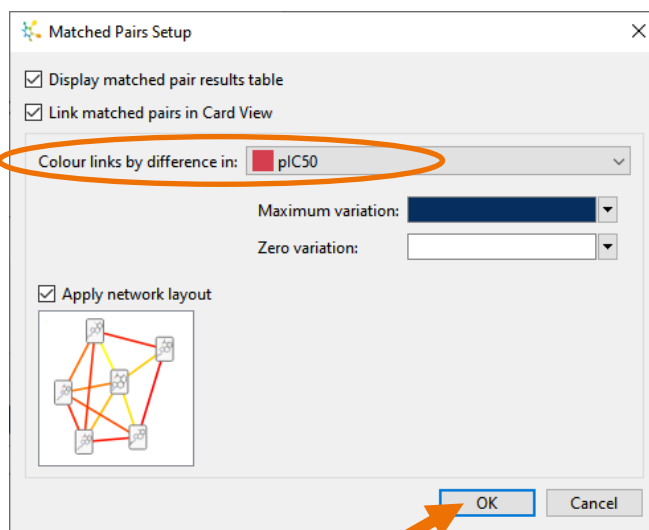 Matched Pairs Setup
Display matched pair results table
Link matched pairs in Card View
Colour links by difference in: pIC50
Maximum variation:
Zero variation:
Apply network layout
OK Cancel